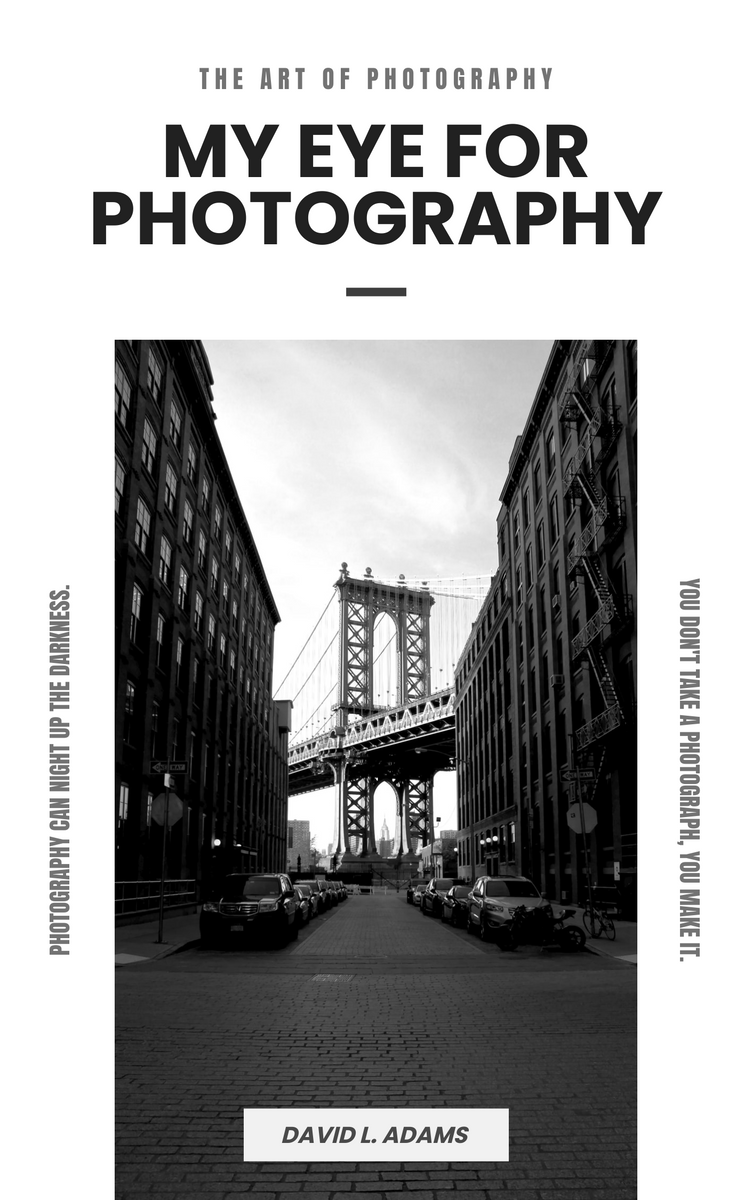 THE ART OF PHOTOGRAPHY
MY EYE FOR
PHOTOGRAPHY
PHOTOGRAPHY CAN NIGHT UP THE DARKNESS.
YOU DON'T TAKE A PHOTOGRAPH, YOU MAKE IT.
DAVID L. ADAMS